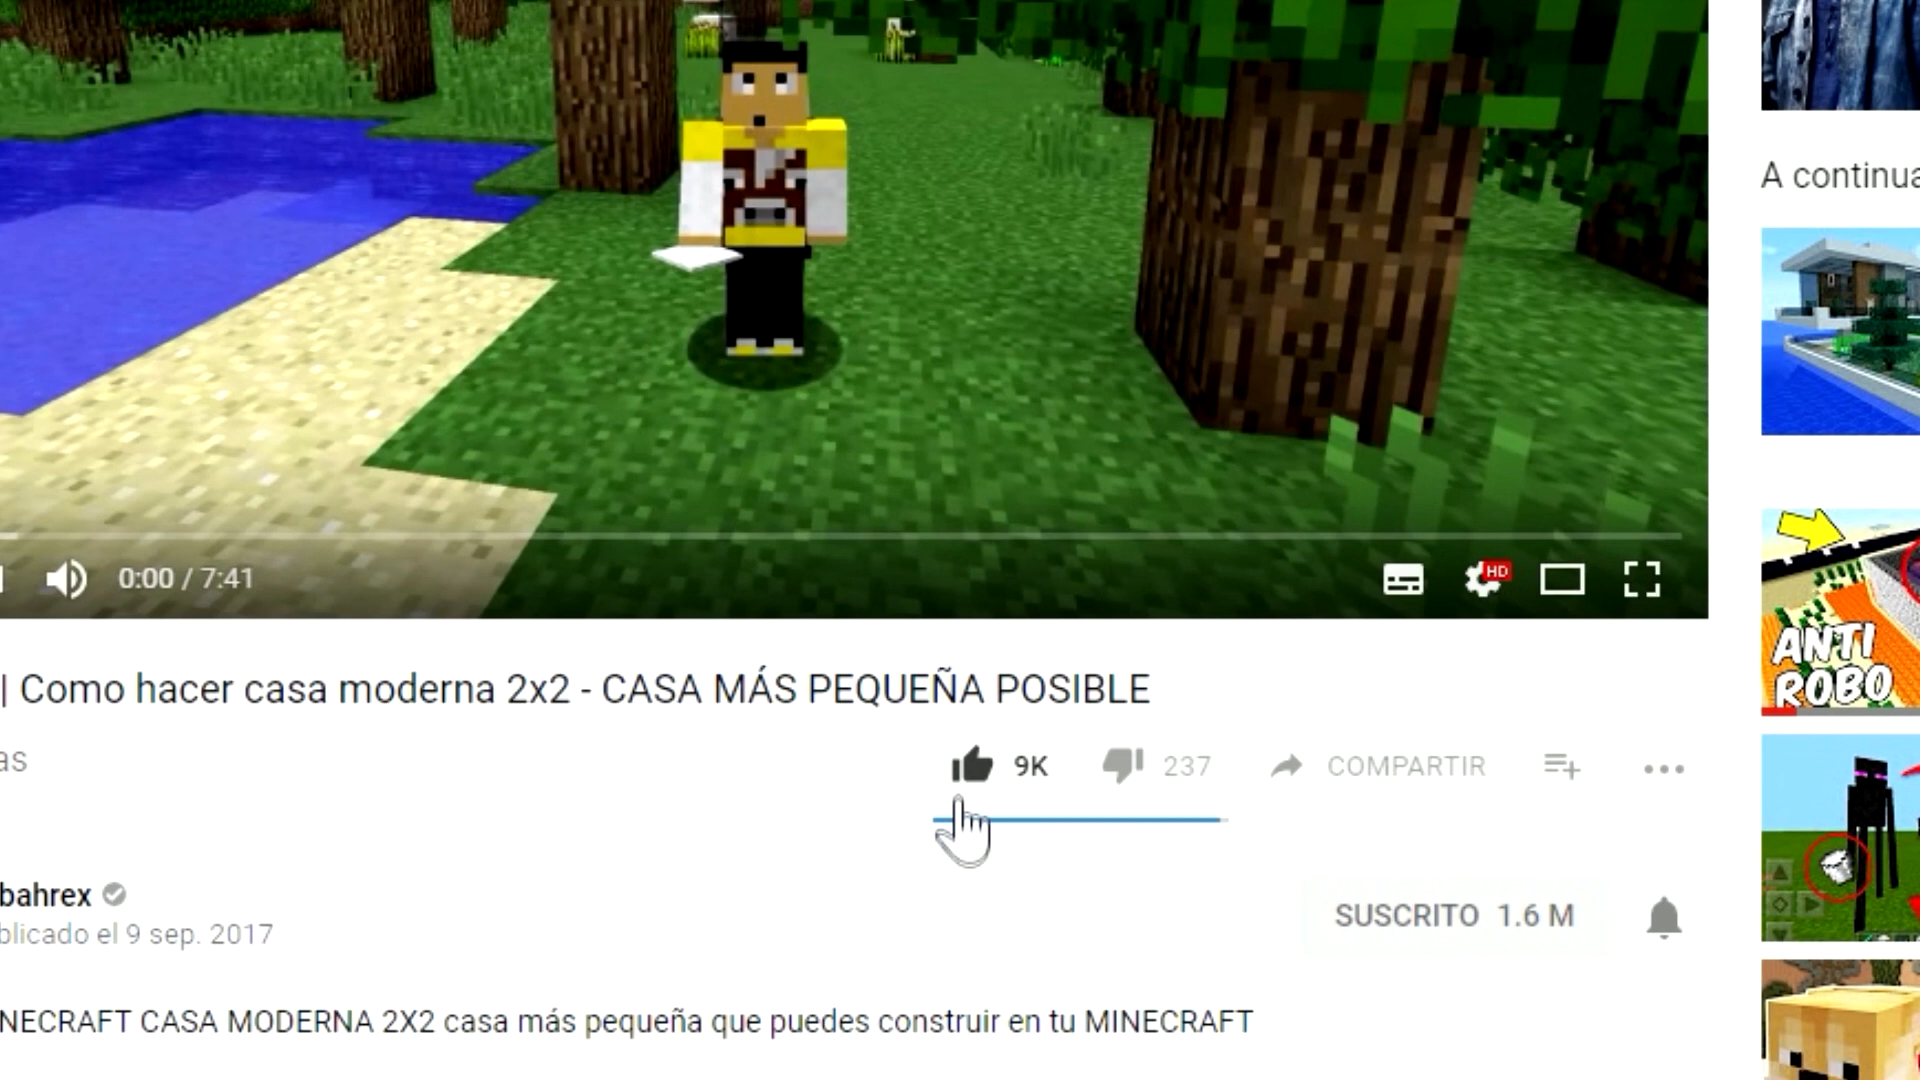 A continua
0:00 / 7:41
HD
| Como hacer casa moderna 2x2 - CASA MÁS PEQUEÑA POSIBLE
as
9K
237
COMPARTIR
ANTI
ROBO
bahrex
blicado el 9 sep. 2017
SUSCRITO 1.6 M
NECRAFT CASA MODERNA 2X2 casa más pequeña que puedes construir en tu MINECRAFT